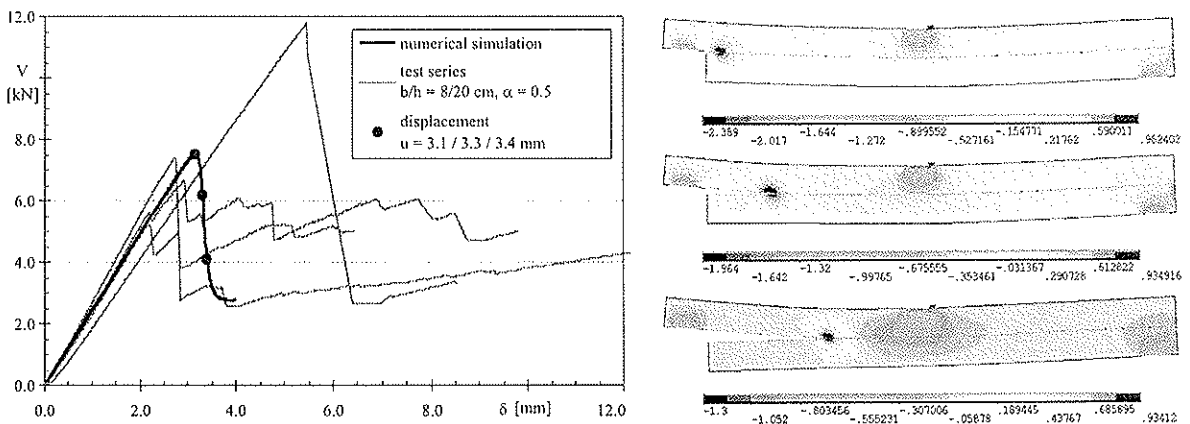 12.0
V
[kN]
8.0
6.0
4.0
2.0
0.0
0.0
2.0
4.0
6.0
8.0
δ [mm]
12.0
numerical simulation
test series
b/h = 8/20 cm, α = 0.5
displacement
u = 3.1 / 3.3 / 3.4 mm
-2.389 -1.644 -.899552 -.154771 .590011
-2.017 -1.272 -.527161 .21762 .962402
-1.964 -1.32 -.675555 -.031367 .612822
-1.642 -.99765 -.353461 .290728 .934916
-1.3 -.803456 -.307006 .189445 .685895
-1.052 -.555231 -.05878 .43767 .93412